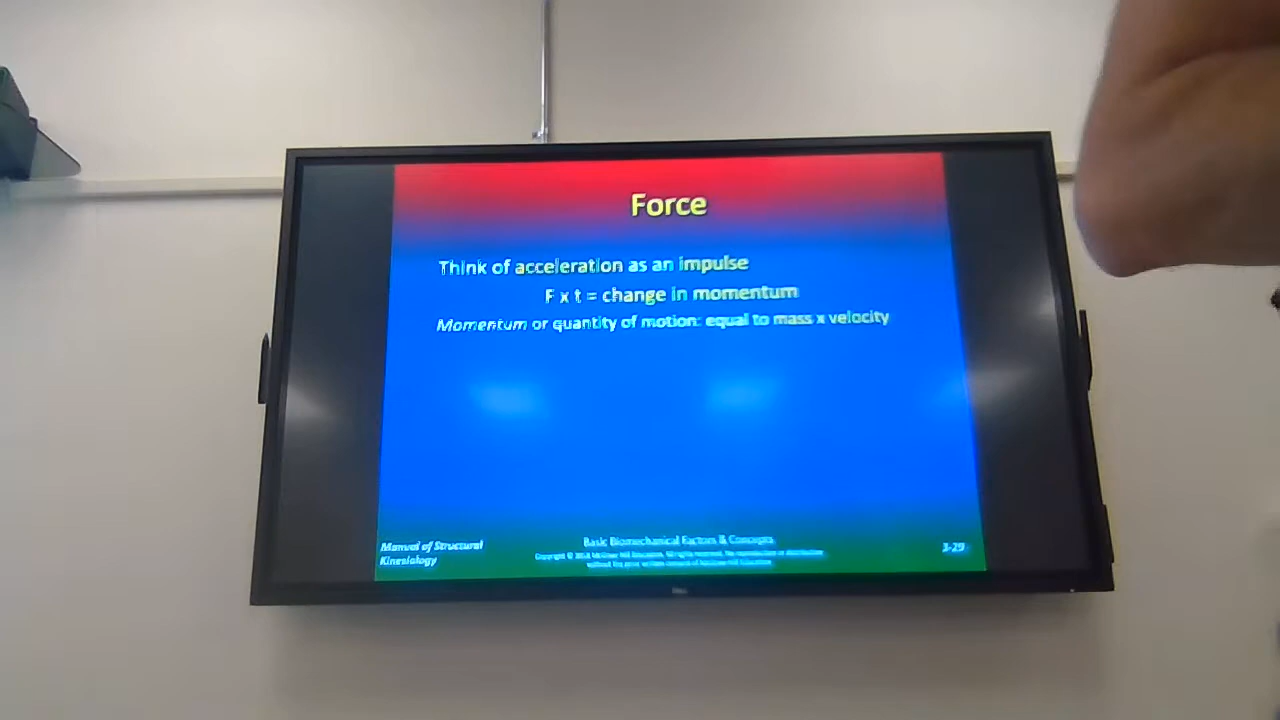 Force
Think of acceleration as an impulse
F x t = change in momentum
Momentum or quantity of motion: equal to mass x velocity
Manual of Structural
Kinesiology
Basic Biomechanical Factors & Concepts
3-29